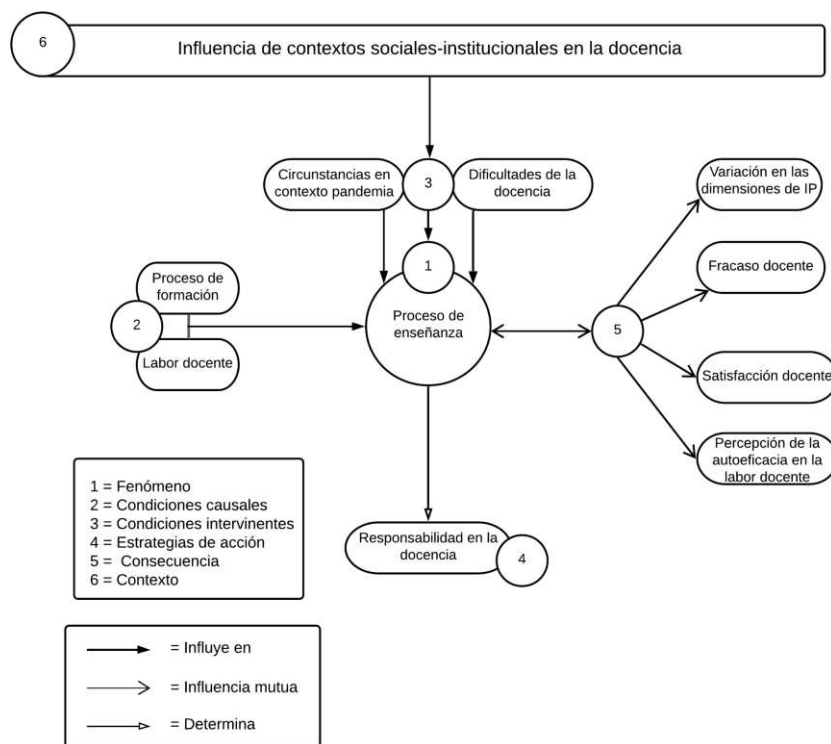 6
Influencia de contextos sociales-institucionales en la docencia
Circunstancias en
contexto pandemia
3
Dificultades de la
docencia
Variación en las
dimensiones de IP
1
Proceso de
enseñanza
Fracaso docente
Proceso de
formación
2
Labor docente
5
Satisfacción docente
Percepción de la
autoeficacia en la
labor docente
1 = Fenómeno
2 = Condiciones causales
3 = Condiciones intervinentes
4 = Estrategias de acción
5 = Consecuencia
6 = Contexto
Responsabilidad en la
docencia
4
= Influye en
= Influencia mutua
= Determina